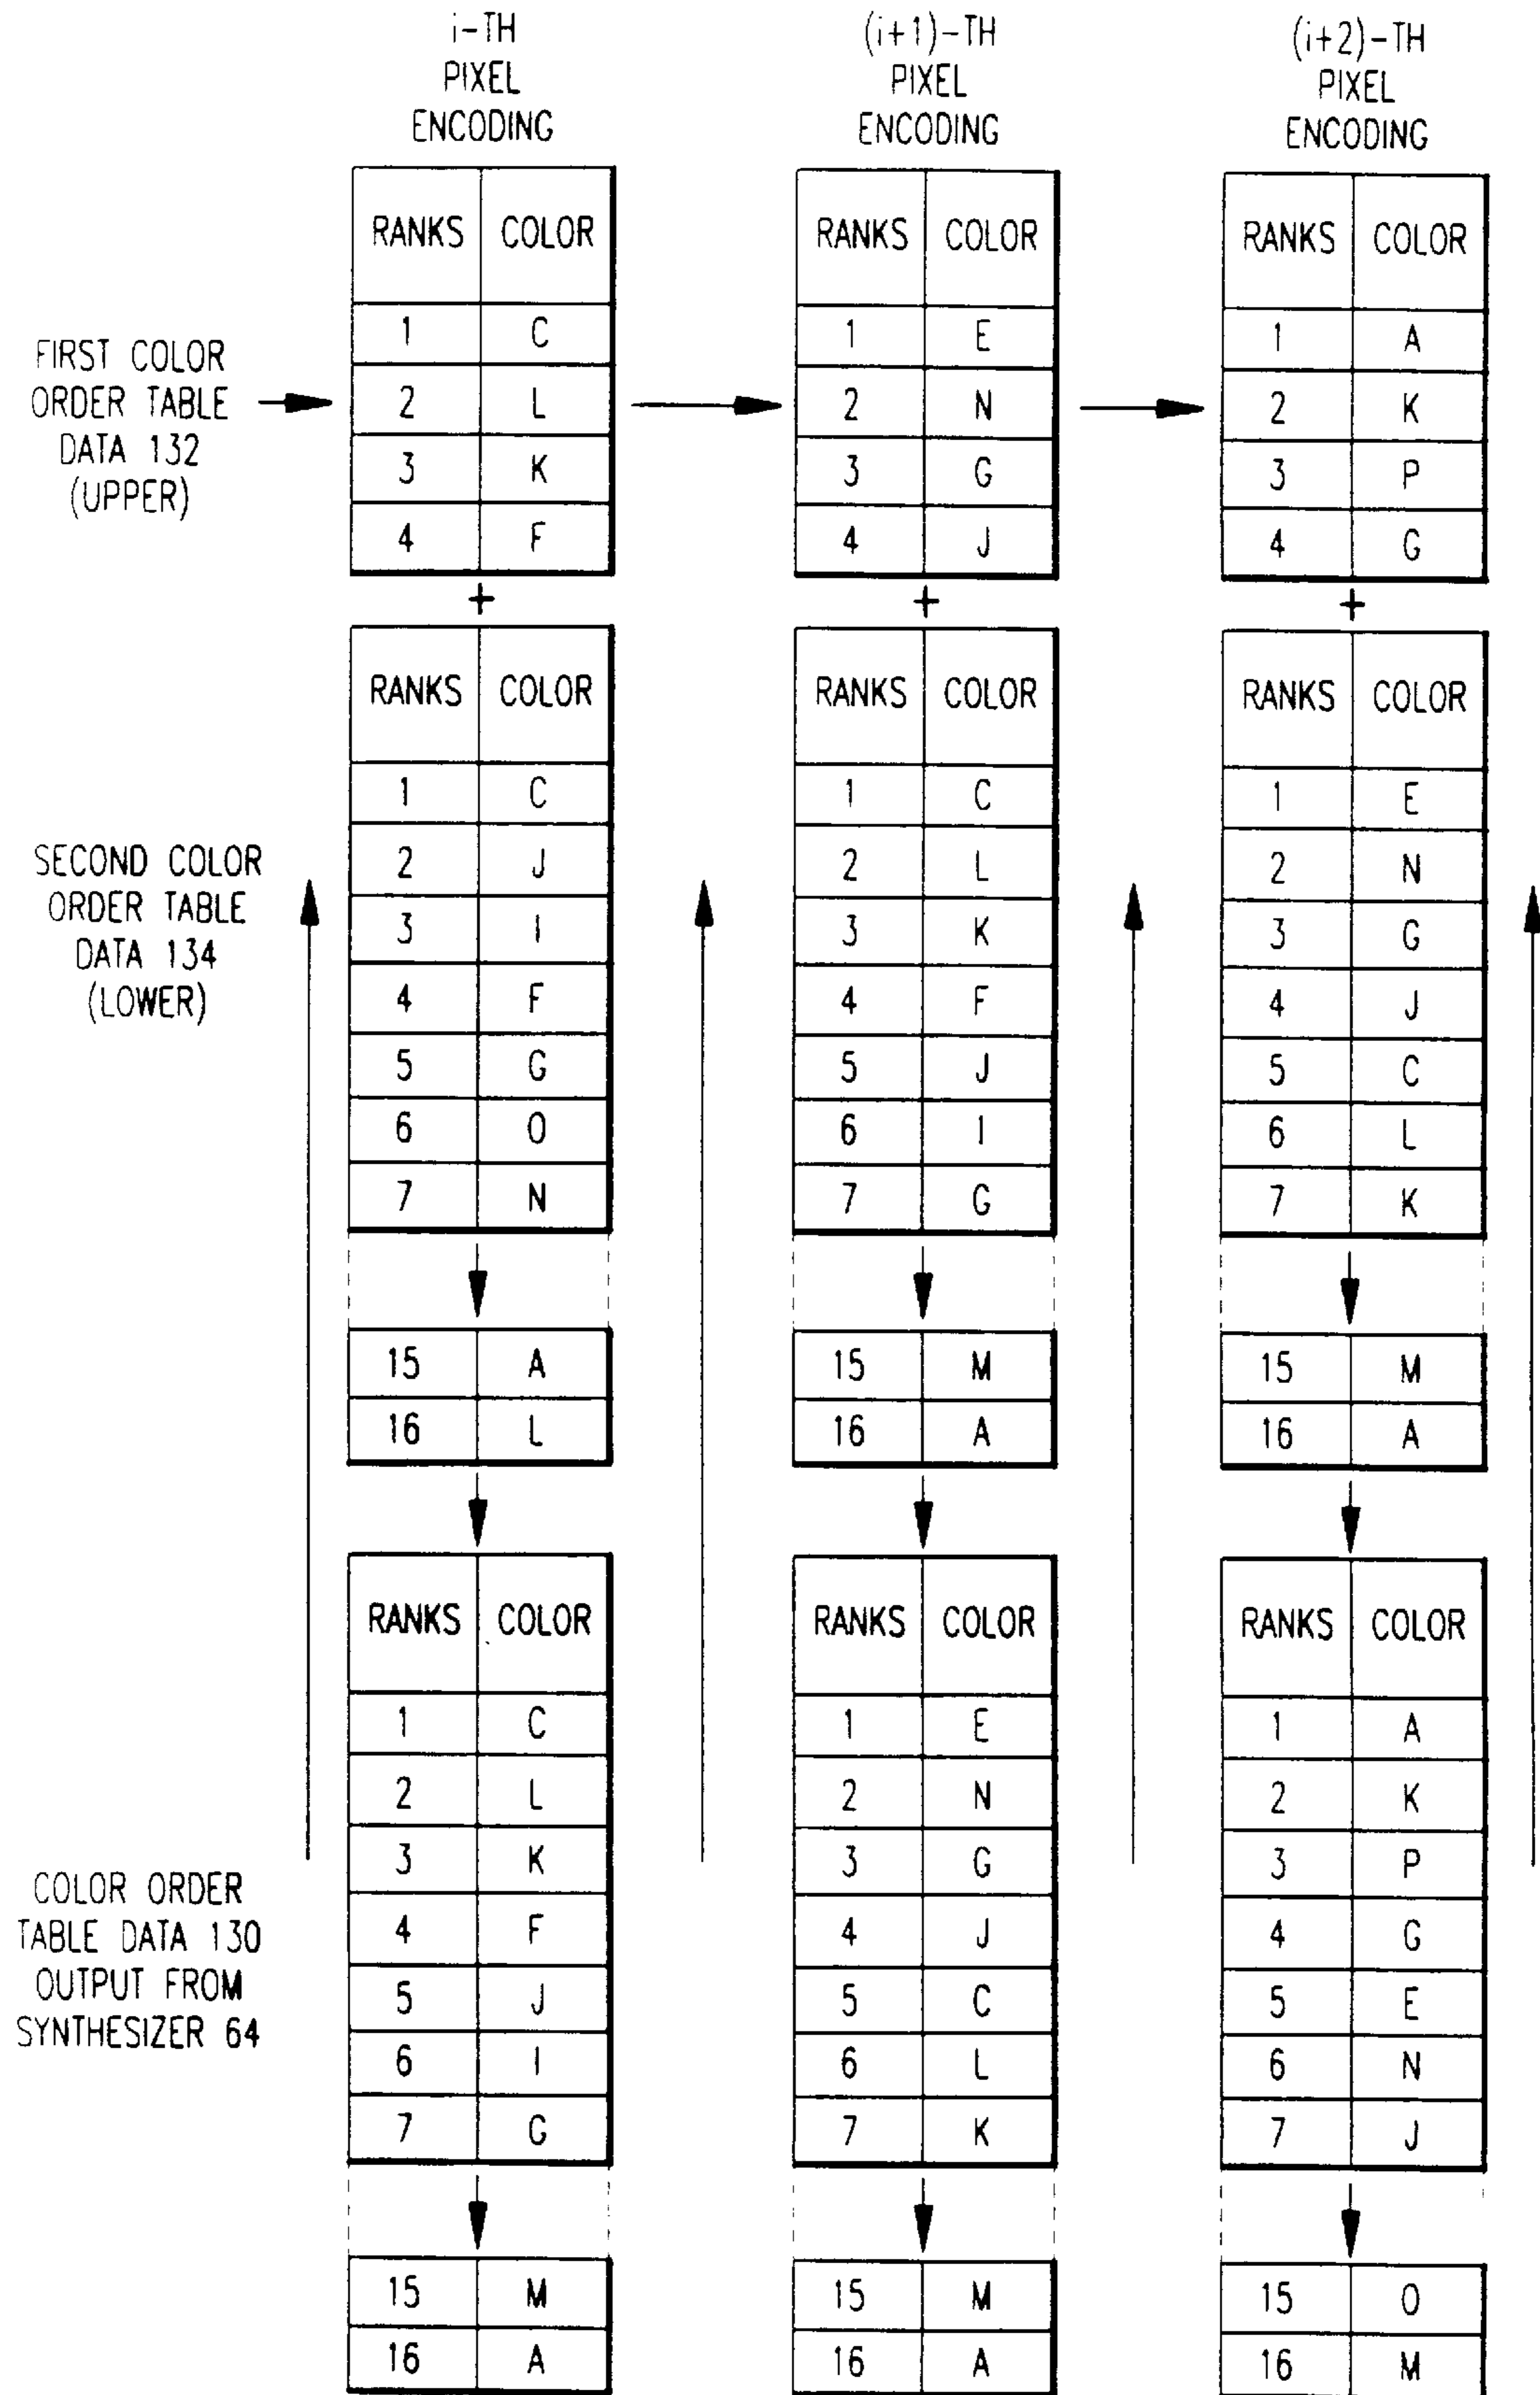 i-TH
PIXEL
ENCODING
(i+1)-TH
PIXEL
ENCODING
(i+2)-TH
PIXEL
ENCODING
FIRST COLOR
ORDER TABLE
DATA 132
(UPPER)
RANKS COLOR
1 C
2 L
3 K
4 F
RANKS COLOR
1 E
2 N
3 G
4 J
RANKS COLOR
1 A
2 K
3 P
4 G
+ + +
SECOND COLOR
ORDER TABLE
DATA 134
(LOWER)
RANKS COLOR
1 C
2 J
3 I
4 F
5 G
6 O
7 N
15 A
16 L
RANKS COLOR
1 C
2 L
3 K
4 F
5 J
6 I
7 G
15 M
16 A
RANKS COLOR
1 E
2 N
3 G
4 J
5 C
6 L
7 K
15 M
16 A
COLOR ORDER
TABLE DATA 130
OUTPUT FROM
SYNTHESIZER 64
RANKS COLOR
1 C
2 L
3 K
4 F
5 J
6 I
7 G
15 M
16 A
RANKS COLOR
1 E
2 N
3 G
4 J
5 C
6 L
7 K
15 M
16 A
RANKS COLOR
1 A
2 K
3 P
4 G
5 E
6 N
7 J
15 O
16 M